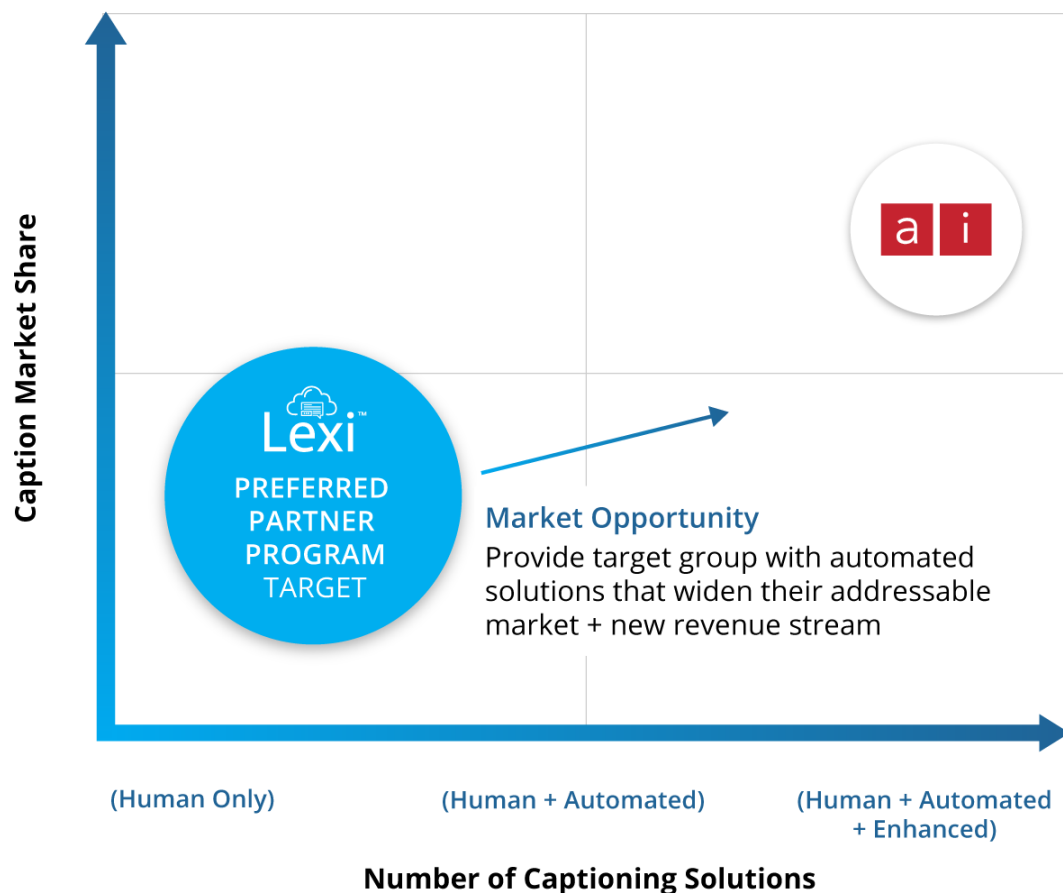 Caption Market Share
a i
Lexi™
PREFERRED
PARTNER
PROGRAM
TARGET
Market Opportunity
Provide target group with automated
solutions that widen their addressable
market + new revenue stream
(Human Only)
(Human + Automated)
(Human + Automated
+ Enhanced)
Number of Captioning Solutions